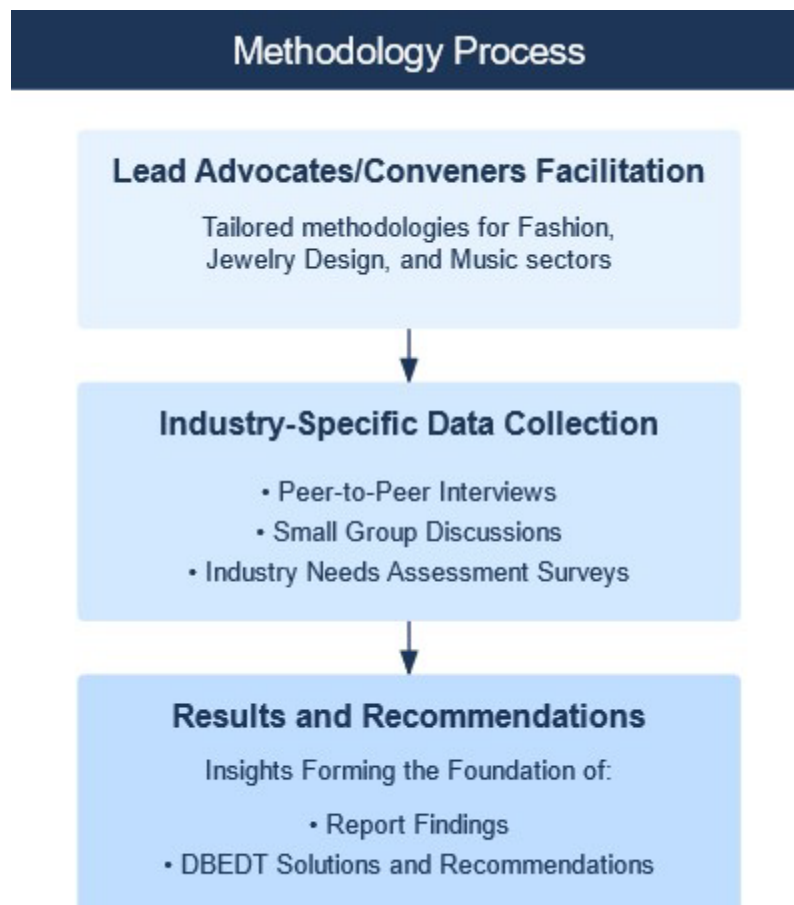 Methodology Process
Lead Advocates/Conveners Facilitation
Tailored methodologies for Fashion,
Jewelry Design, and Music sectors
Industry-Specific Data Collection
• Peer-to-Peer Interviews
• Small Group Discussions
• Industry Needs Assessment Surveys
Results and Recommendations
Insights Forming the Foundation of:
• Report Findings
• DBEDT Solutions and Recommendations